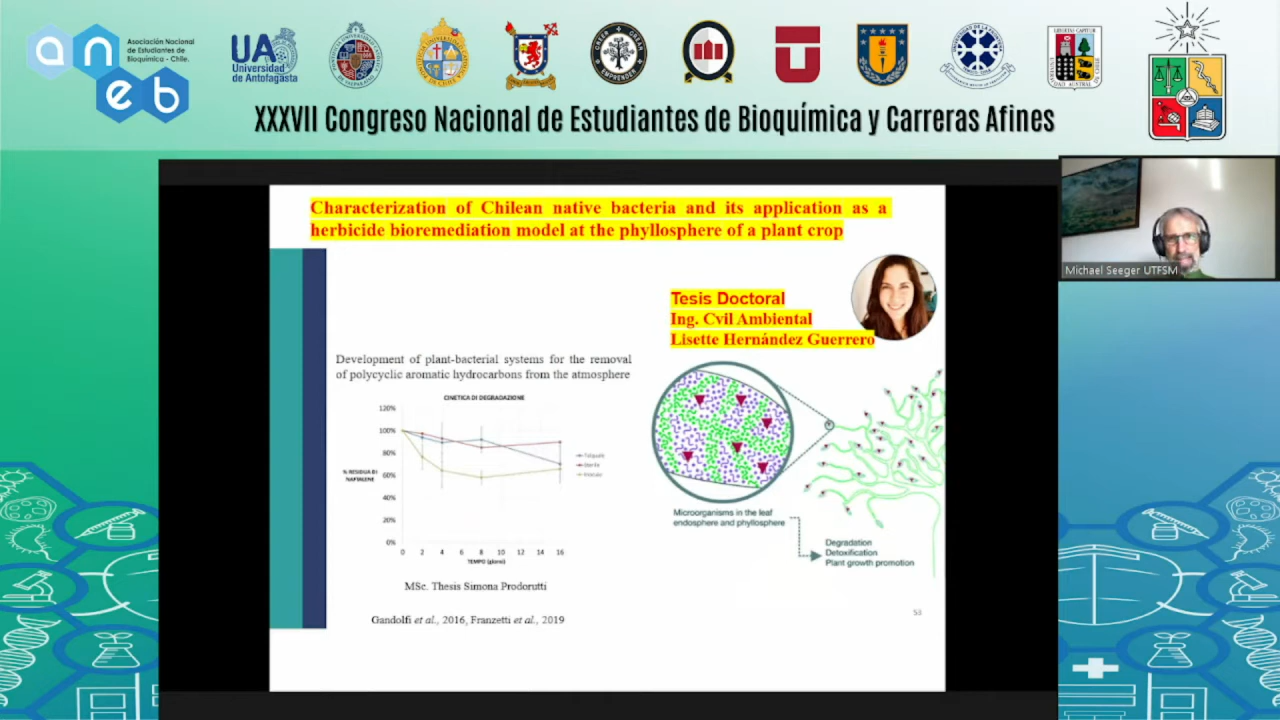 an
eb
Asociación Nacional
de Estudiantes de
Bioquímica - Chile.
UA
Universidad
de Antofagasta
GREEN
EMPRENDER
XXXVII Congreso Nacional de Estudiantes de Bioquímica y Carreras Afines
Michael Seeger UTFSM
Characterization of Chilean native bacteria and its application as a
herbicide bioremediation model at the phyllosphere of a plant crop
Tesis Doctoral
Ing. Cvil Ambiental
Lisette Hernández Guerrero
Development of plant-bacterial systems for the removal
of polycyclic aromatic hydrocarbons from the atmosphere
CINETICA DI DEGRADAZIONE
120%
100%
80%
60%
40%
20%
0%
% RESIDUA DI
0 2 4 6 8 10 12 14 16
TEMPO (giorni)
MSc. Thesis Simona Prodorutti
Gandolfi et al., 2016, Franzetti et al., 2019
Microorganisms in the leaf
endosphere and phyllosphere
Degradation
Detoxification
Plant growth promotion
53